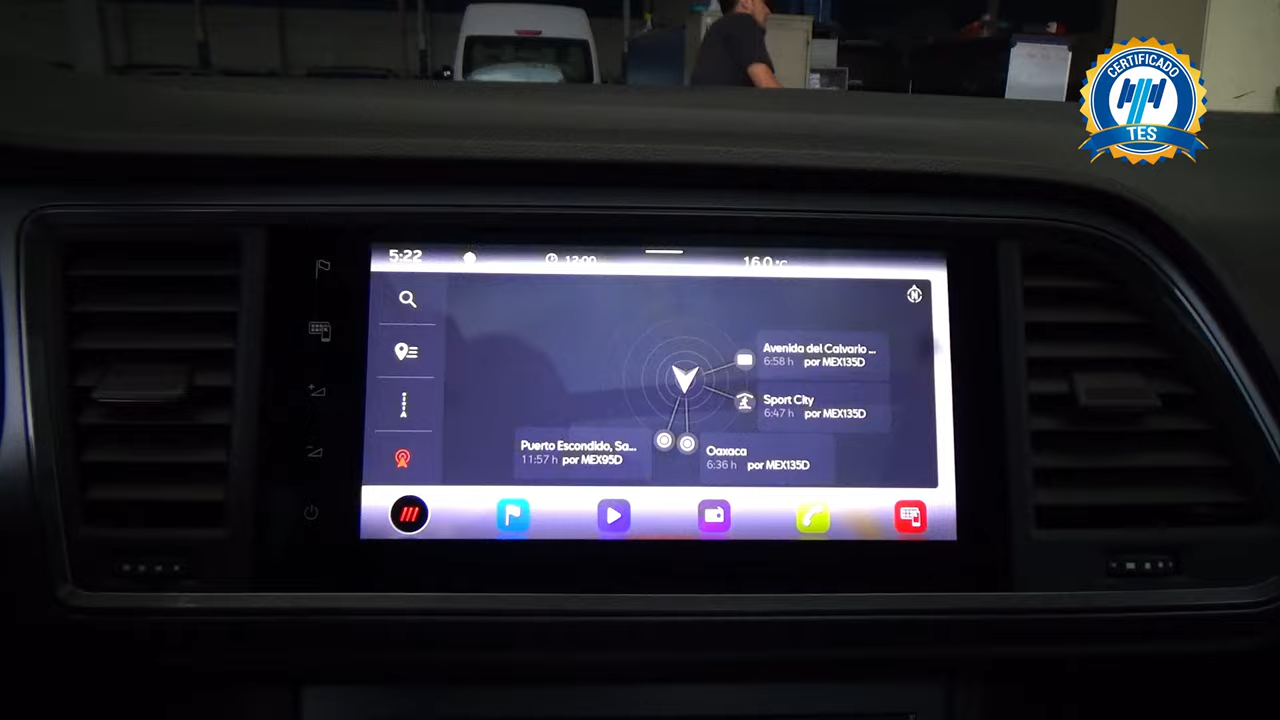 CERTIFICADO
TES
5:22
12:00
16.0 °C
N
Avenida del Calvario ...
6:58 h por MEX135D
Sport City
6:47 h por MEX135D
Puerto Escondido, Sa...
11:57 h por MEX95D
Oaxaca
6:36 h por MEX135D